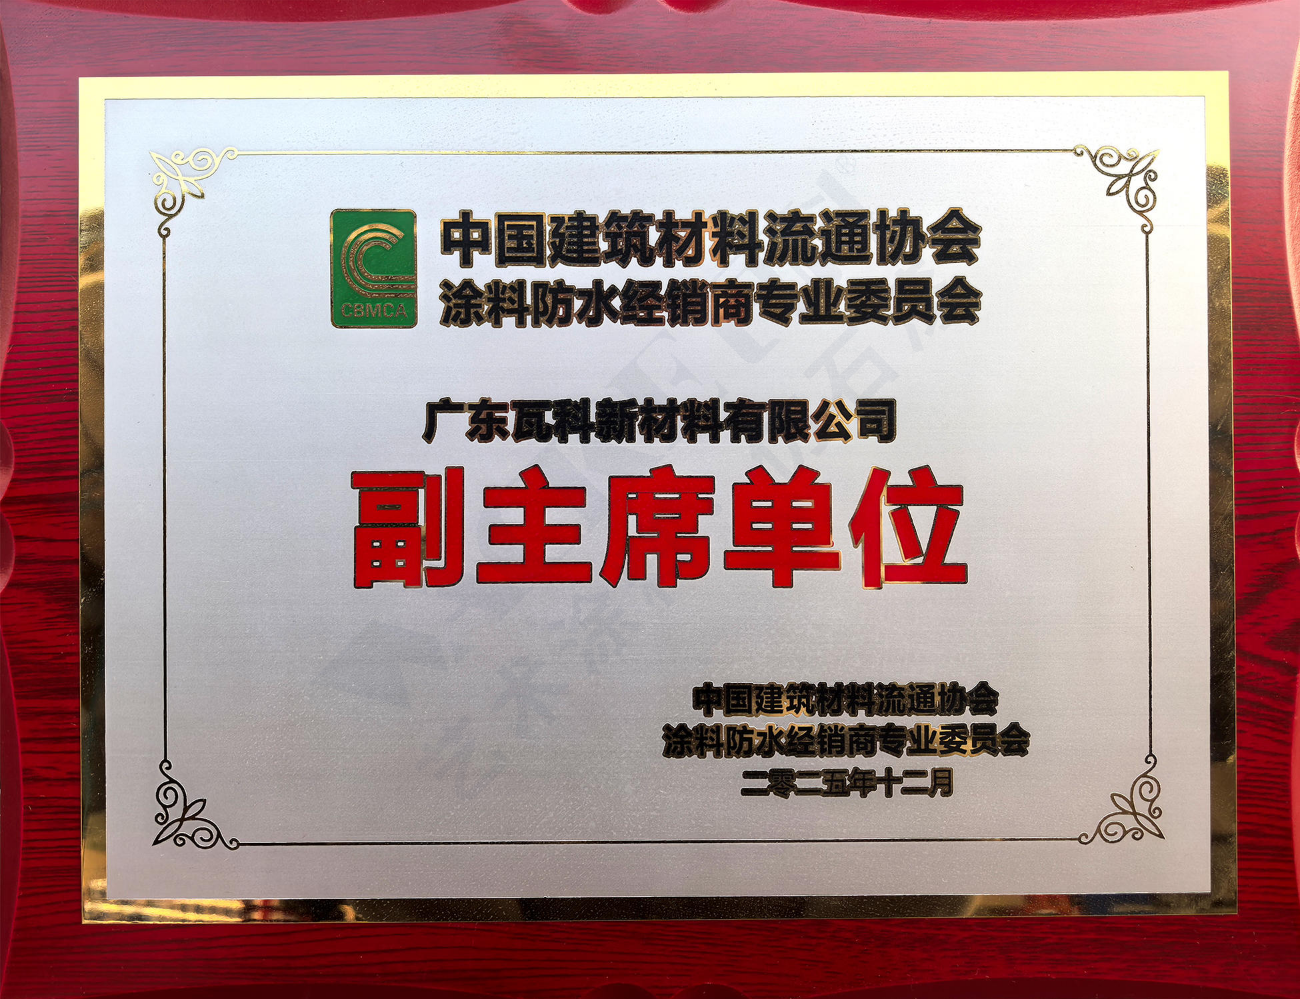 中国建筑材料流通协会
涂料防水经销商专业委员会
CBMCA
广东瓦科新材料有限公司
副主席单位
中国建筑材料流通协会
涂料防水经销商专业委员会
二零二五年十二月